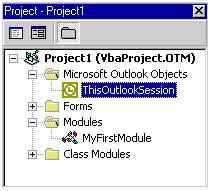 Project - Project1
Project1 (VbaProject.OTM)
Microsoft Outlook Objects
ThisOutlookSession
Forms
Modules
MyFirstModule
Class Modules